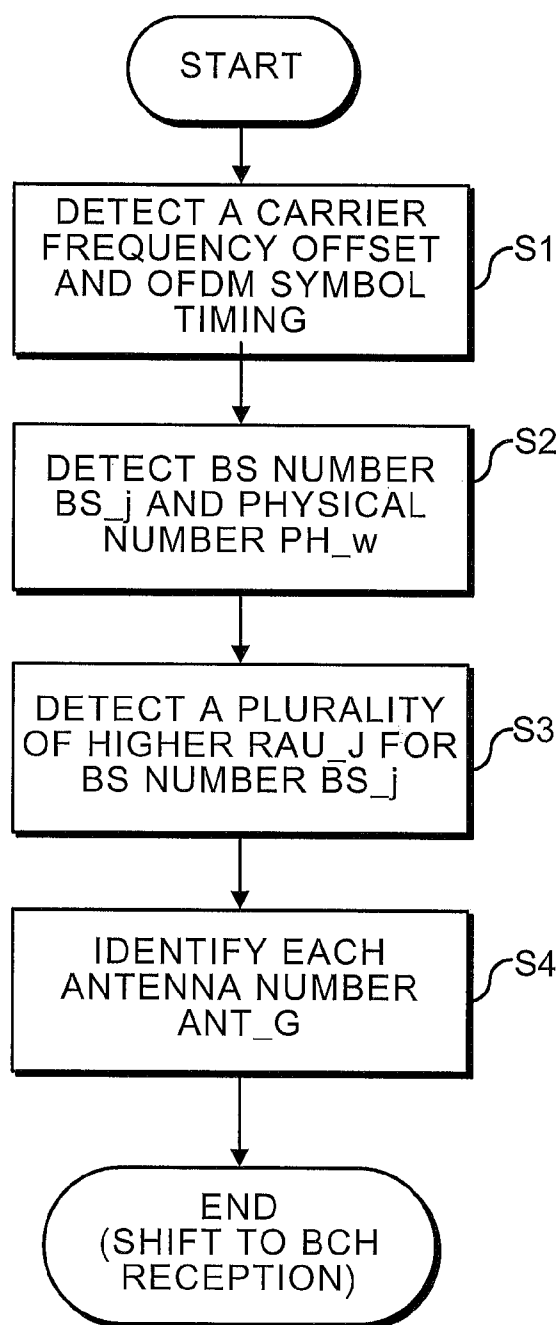 START
DETECT A CARRIER
FREQUENCY OFFSET
AND OFDM SYMBOL
TIMING
S1
DETECT BS NUMBER
BS_j AND PHYSICAL
NUMBER PH_w
S2
DETECT A PLURALITY
OF HIGHER RAU_J FOR
BS NUMBER BS_j
S3
IDENTIFY EACH
ANTENNA NUMBER
ANT_G
S4
END
(SHIFT TO BCH
RECEPTION)